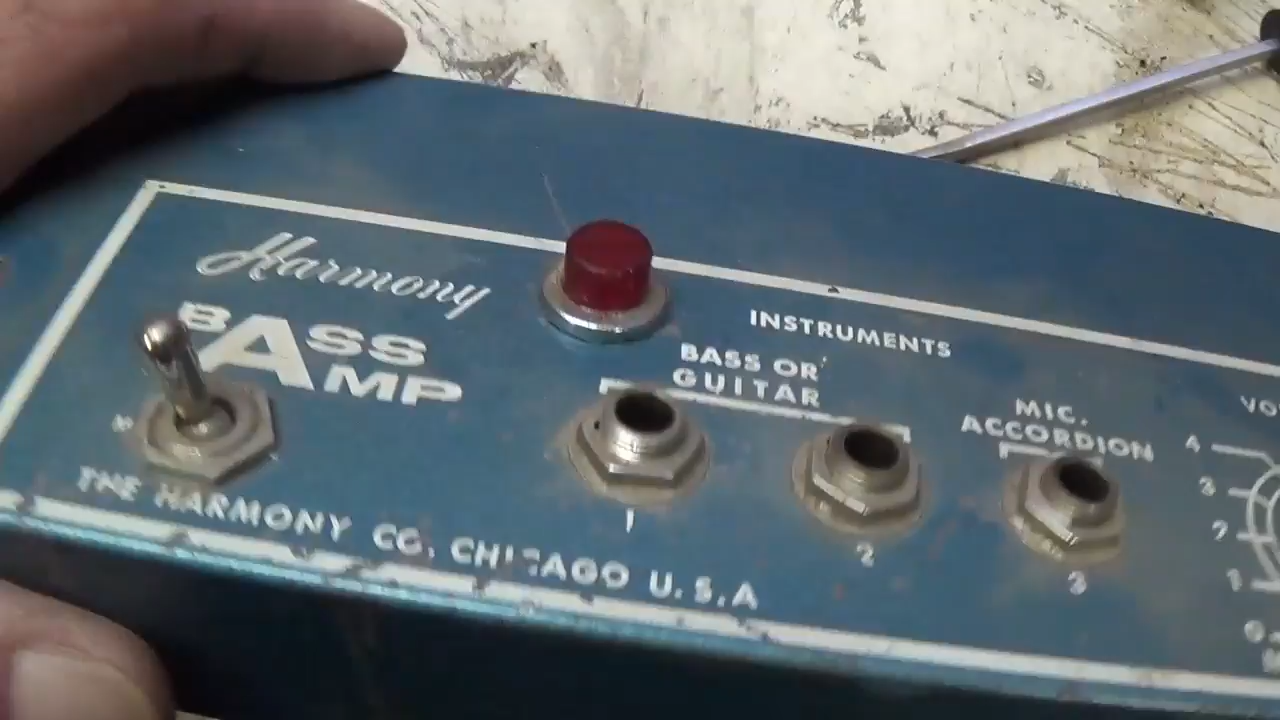 Harmony
BASS
AMP
THE HARMONY CO. CHICAGO U.S.A
INSTRUMENTS
BASS OR
GUITAR
MIC.
ACCORDION
1
2
3
VO
4
3
2
1